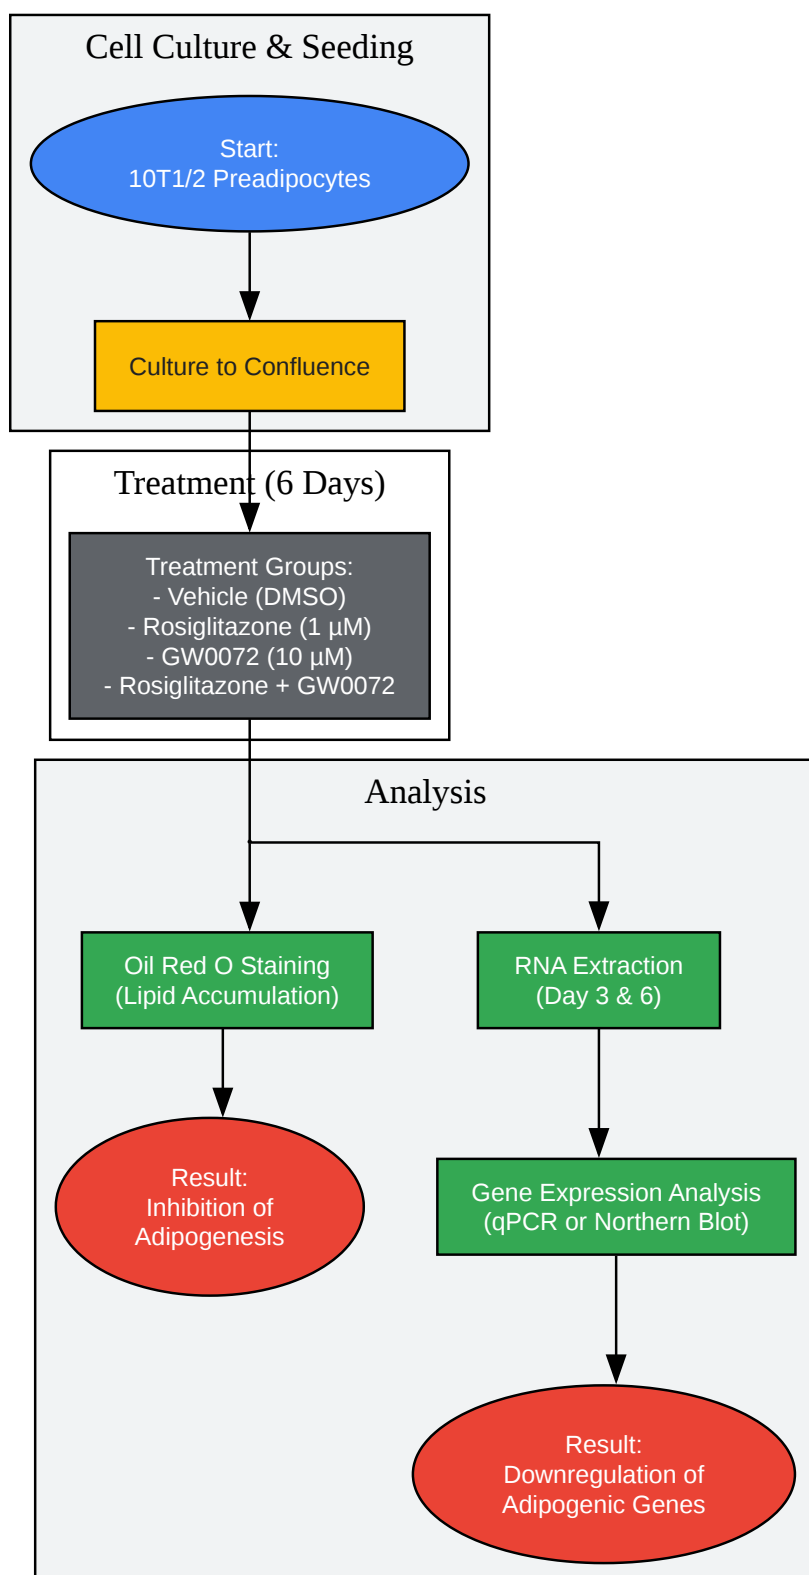 Cell Culture & Seeding
Start:
10T1/2 Preadipocytes
Culture to Confluence
Treatment (6 Days)
Treatment Groups:
- Vehicle (DMSO)
- Rosiglitazone (1 µM)
- GW0072 (10 µM)
- Rosiglitazone + GW0072
Analysis
Oil Red O Staining
(Lipid Accumulation)
RNA Extraction
(Day 3 & 6)
Result:
Inhibition of
Adipogenesis
Gene Expression Analysis
(qPCR or Northern Blot)
Result:
Downregulation of
Adipogenic Genes